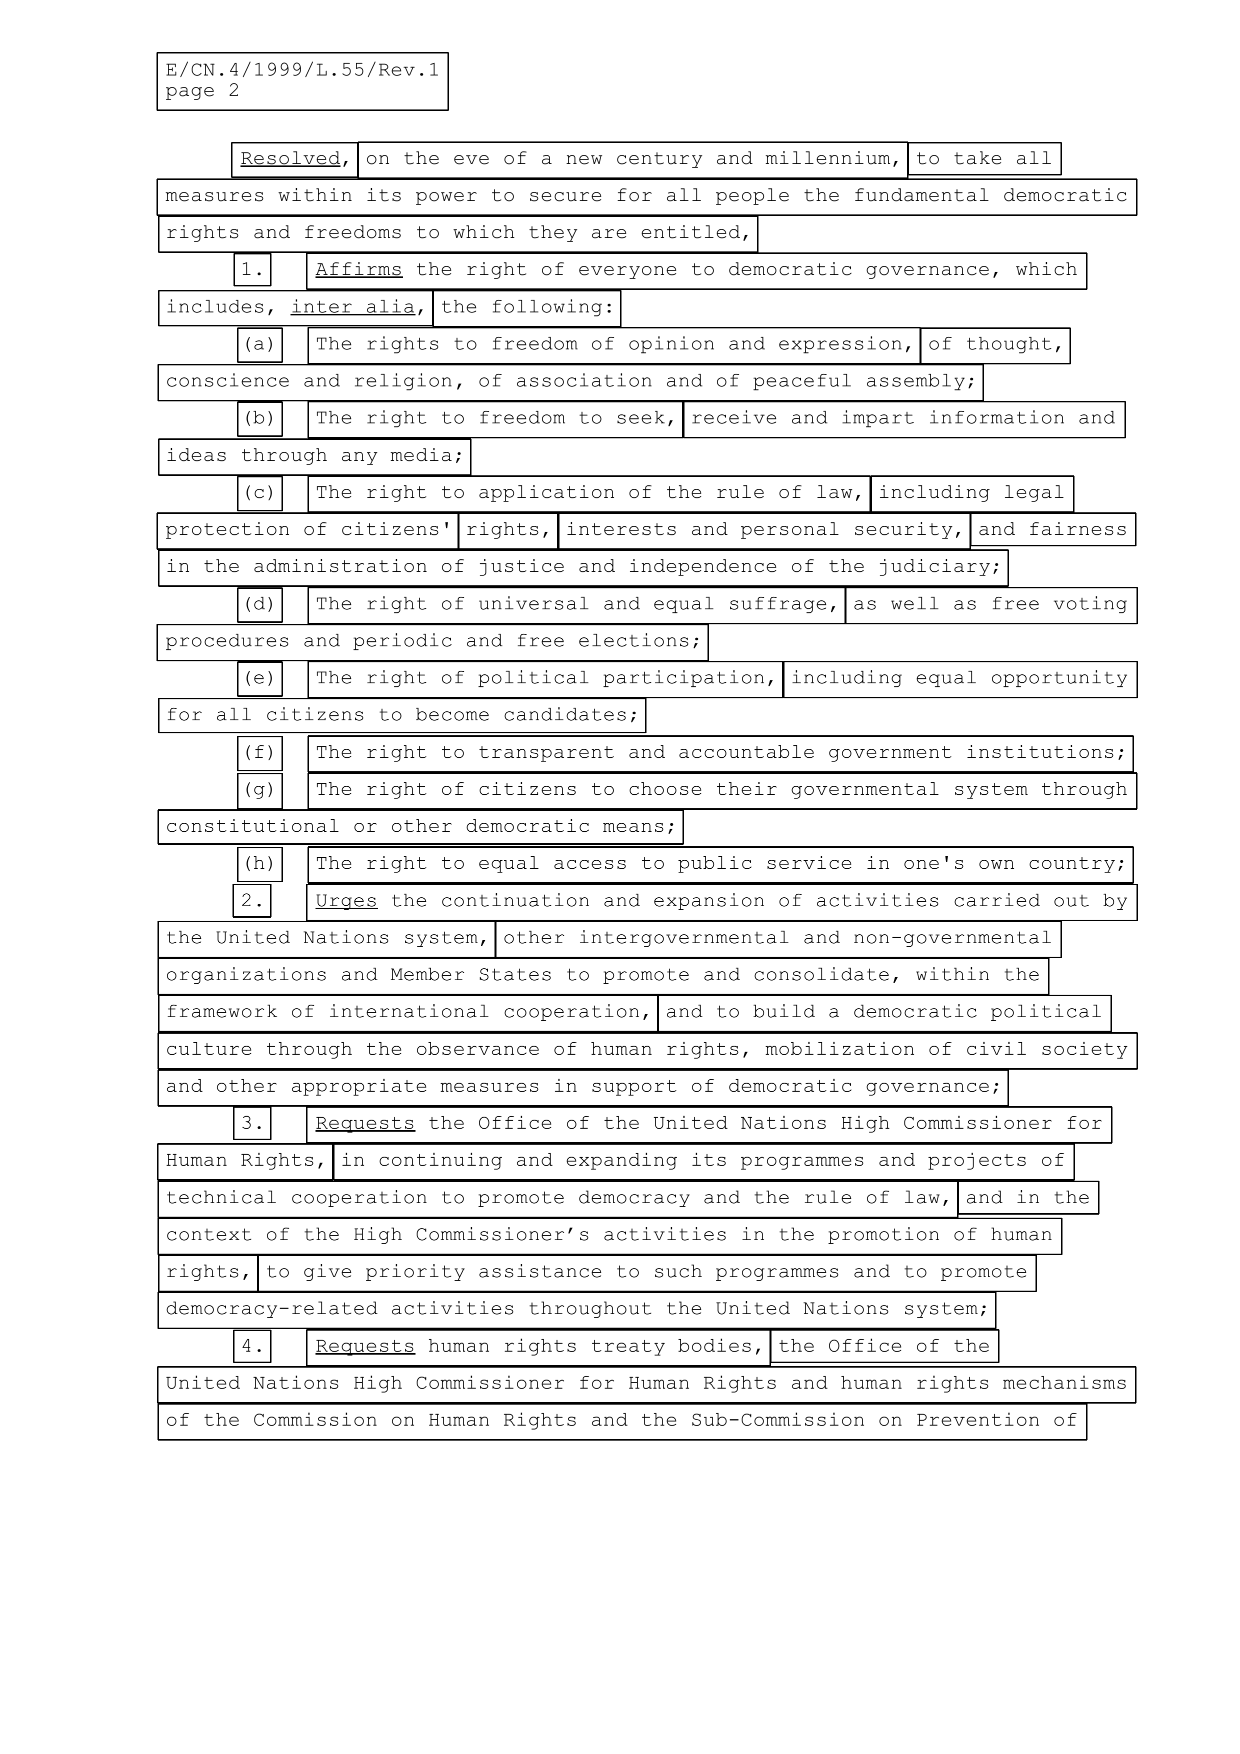 E/CN.4/1999/L.55/Rev.1
page 2
Resolved, on the eve of a new century and millennium, to take all
measures within its power to secure for all people the fundamental democratic
rights and freedoms to which they are entitled,
1. Affirms the right of everyone to democratic governance, which
includes, inter alia, the following:
(a) The rights to freedom of opinion and expression, of thought,
conscience and religion, of association and of peaceful assembly;
(b) The right to freedom to seek, receive and impart information and
ideas through any media;
(c) The right to application of the rule of law, including legal
protection of citizens' rights, interests and personal security, and fairness
in the administration of justice and independence of the judiciary;
(d) The right of universal and equal suffrage, as well as free voting
procedures and periodic and free elections;
(e) The right of political participation, including equal opportunity
for all citizens to become candidates;
(f) The right to transparent and accountable government institutions;
(g) The right of citizens to choose their governmental system through
constitutional or other democratic means;
(h) The right to equal access to public service in one's own country;
2. Urges the continuation and expansion of activities carried out by
the United Nations system, other intergovernmental and non-governmental
organizations and Member States to promote and consolidate, within the
framework of international cooperation, and to build a democratic political
culture through the observance of human rights, mobilization of civil society
and other appropriate measures in support of democratic governance;
3. Requests the Office of the United Nations High Commissioner for
Human Rights, in continuing and expanding its programmes and projects of
technical cooperation to promote democracy and the rule of law, and in the
context of the High Commissioner’s activities in the promotion of human
rights, to give priority assistance to such programmes and to promote
democracy-related activities throughout the United Nations system;
4. Requests human rights treaty bodies, the Office of the
United Nations High Commissioner for Human Rights and human rights mechanisms
of the Commission on Human Rights and the Sub-Commission on Prevention of